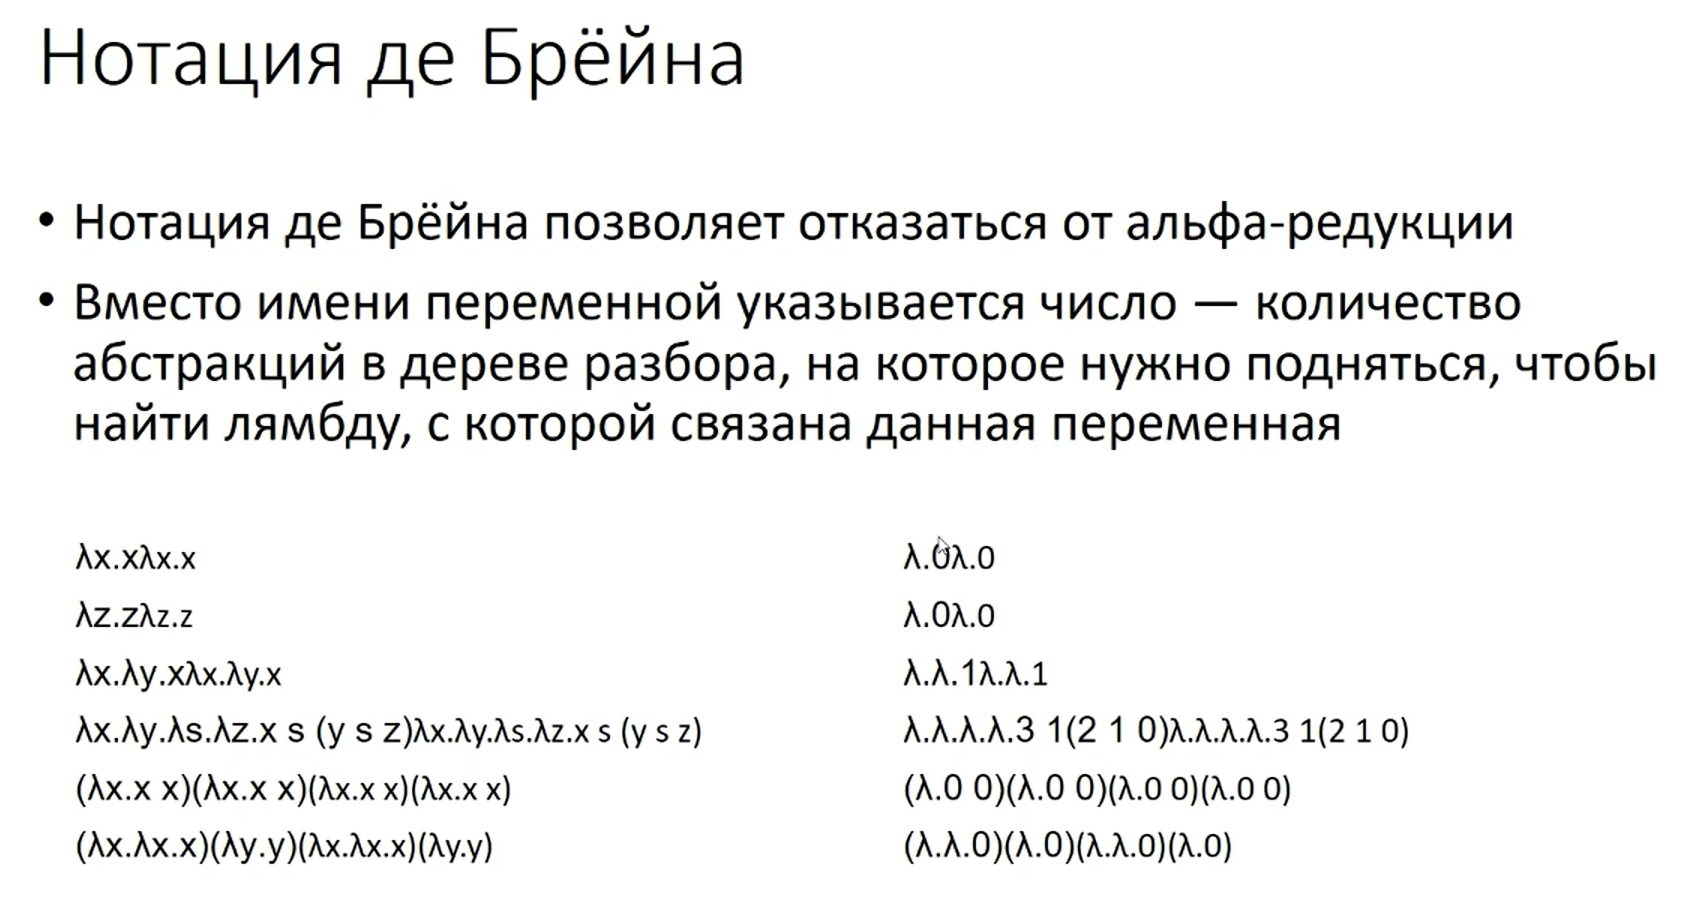 Нотация де Брёйна
• Нотация де Брёйна позволяет отказаться от альфа-редукции
• Вместо имени переменной указывается число — количество
абстракций в дереве разбора, на которое нужно подняться, чтобы
найти лямбду, с которой связана данная переменная
λx.xλx.x λ.0λ.0
λz.zλz.z λ.0λ.0
λx.λy.xλx.λy.x λ.λ.1λ.λ.1
λx.λy.λs.λz.x s (y s z)λx.λy.λs.λz.x s (y s z) λ.λ.λ.λ.3 1(2 1 0)λ.λ.λ.λ.3 1(2 1 0)
(λx.x x)(λx.x x)(λx.x x)(λx.x x) (λ.0 0)(λ.0 0)(λ.0 0)(λ.0 0)
(λx.λx.x)(λy.y)(λx.λx.x)(λy.y) (λ.λ.0)(λ.0)(λ.λ.0)(λ.0)